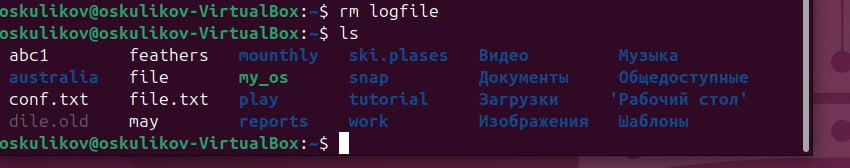 oskulikov@oskulikov-VirtualBox:~$ rm logfile
oskulikov@oskulikov-VirtualBox:~$ ls
abc1 feathers mounthly ski.plases Видео Музыка
australia file my_os snap Документы Общедоступные
conf.txt file.txt play tutorial Загрузки 'Рабочий стол'
dile.old may reports work Изображения Шаблоны
oskulikov@oskulikov-VirtualBox:~$